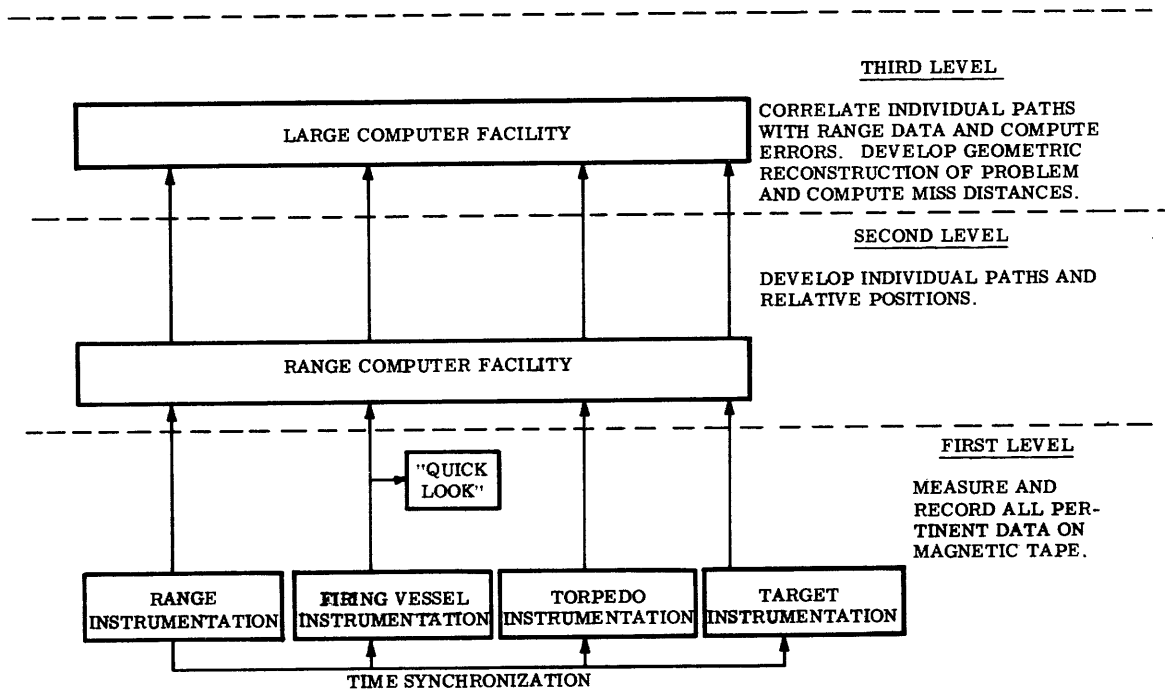 THIRD LEVEL
LARGE COMPUTER FACILITY
CORRELATE INDIVIDUAL PATHS
WITH RANGE DATA AND COMPUTE
ERRORS. DEVELOP GEOMETRIC
RECONSTRUCTION OF PROBLEM
AND COMPUTE MISS DISTANCES.
SECOND LEVEL
DEVELOP INDIVIDUAL PATHS AND
RELATIVE POSITIONS.
RANGE COMPUTER FACILITY
FIRST LEVEL
"QUICK
LOOK"
MEASURE AND
RECORD ALL PER-
TINENT DATA ON
MAGNETIC TAPE.
RANGE
INSTRUMENTATION
FIRING VESSEL
INSTRUMENTATION
TORPEDO
INSTRUMENTATION
TARGET
INSTRUMENTATION
TIME SYNCHRONIZATION